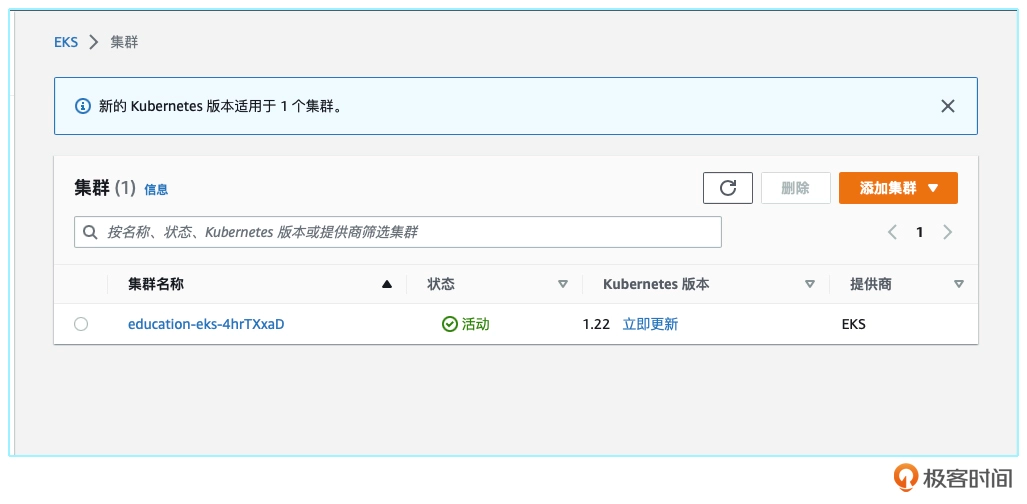 EKS > 集群
新的 Kubernetes 版本适用于 1 个集群。
集群 (1) 信息
删除
添加集群
按名称、状态、Kubernetes 版本或提供商筛选集群
1
集群名称 状态 Kubernetes 版本 提供商
education-eks-4hrTXxaD 活动 1.22 立即更新 EKS
极客时间